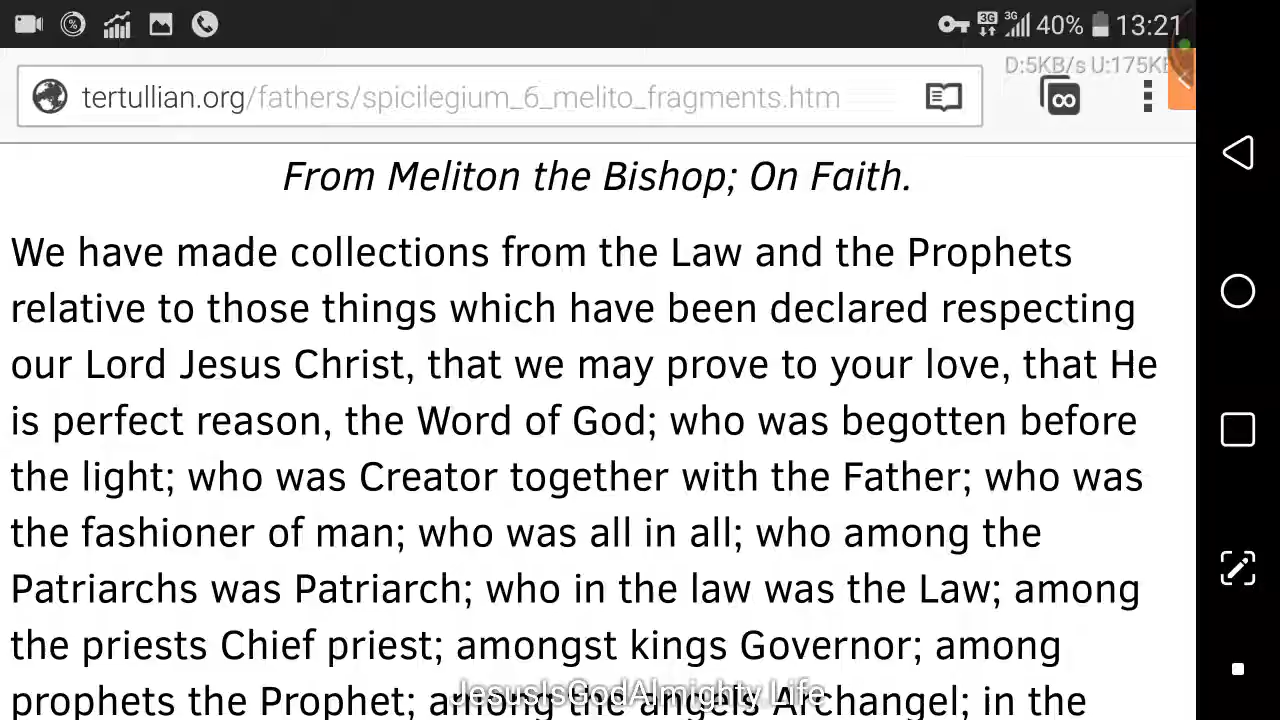 3G 3G 40% 13:21
D:5KB/s U:175KB
tertullian.org/fathers/spicilegium_6_melito_fragments.htm
From Meliton the Bishop; On Faith.
We have made collections from the Law and the Prophets
relative to those things which have been declared respecting
our Lord Jesus Christ, that we may prove to your love, that He
is perfect reason, the Word of God; who was begotten before
the light; who was Creator together with the Father; who was
the fashioner of man; who was all in all; who among the
Patriarchs was Patriarch; who in the law was the Law; among
the priests Chief priest; amongst kings Governor; among
prophets the Prophet; among the angels Archangel; in the
JesusIsGodAlmighty.Life